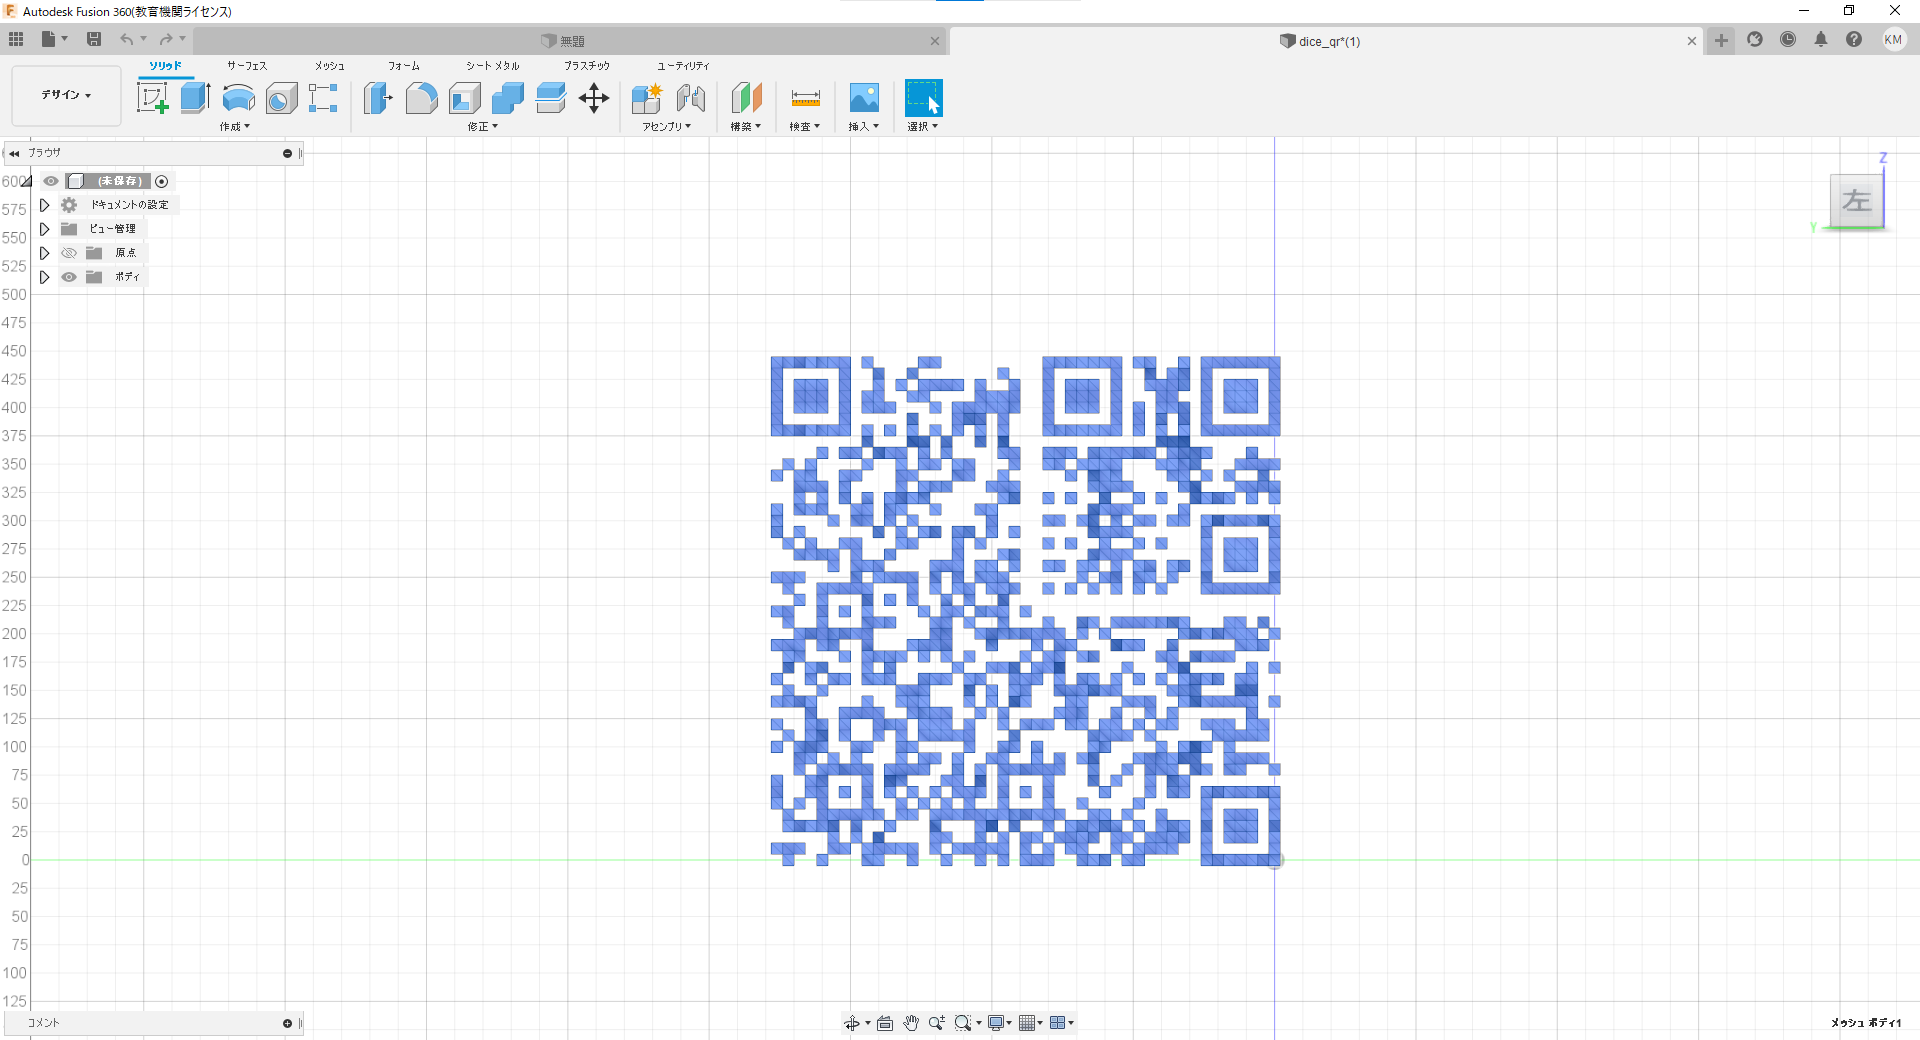 Autodesk Fusion 360(教育機関ライセンス)
無題
dice_qr*(1)
KM
デザイン
ソリッド
サーフェス
メッシュ
フォーム
シート メタル
プラスチック
ユーティリティ
作成
修正
アセンブリ
構築
検査
挿入
選択
ブラウザ
(未保存)
ドキュメントの設定
ビュー管理
原点
ボディ
Z
左
Y
600
575
550
525
500
475
450
425
400
375
350
325
300
275
250
225
200
175
150
125
100
75
50
25
0
25
50
75
100
125
コメント
メッシュ ボディ1